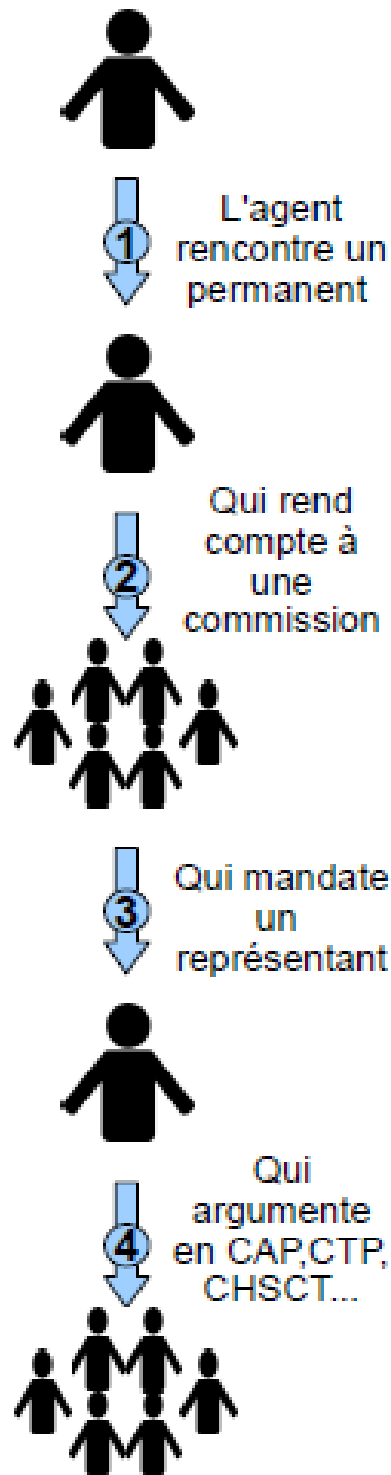 1
L'agent
rencontre un
permanent
2
Qui rend
compte à
une
commission
3
Qui mandate
un
représentant
4
Qui
argumente
en CAP,CTP,
CHSCT...